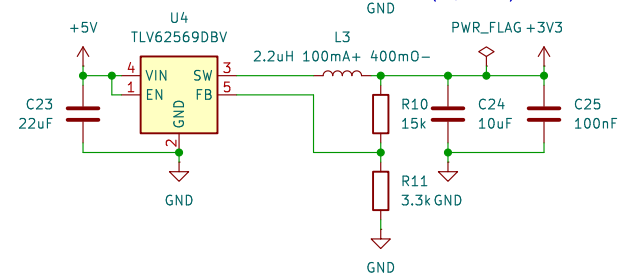 GND
+5V
U4
TLV62569DBV
L3
2.2uH 100mA+ 400mO-
PWR_FLAG
+3V3
4
VIN
SW
3
1
EN
FB
5
GND
2
C23
22uF
R10
15k
C24
10uF
C25
100nF
GND
R11
3.3k
GND
GND